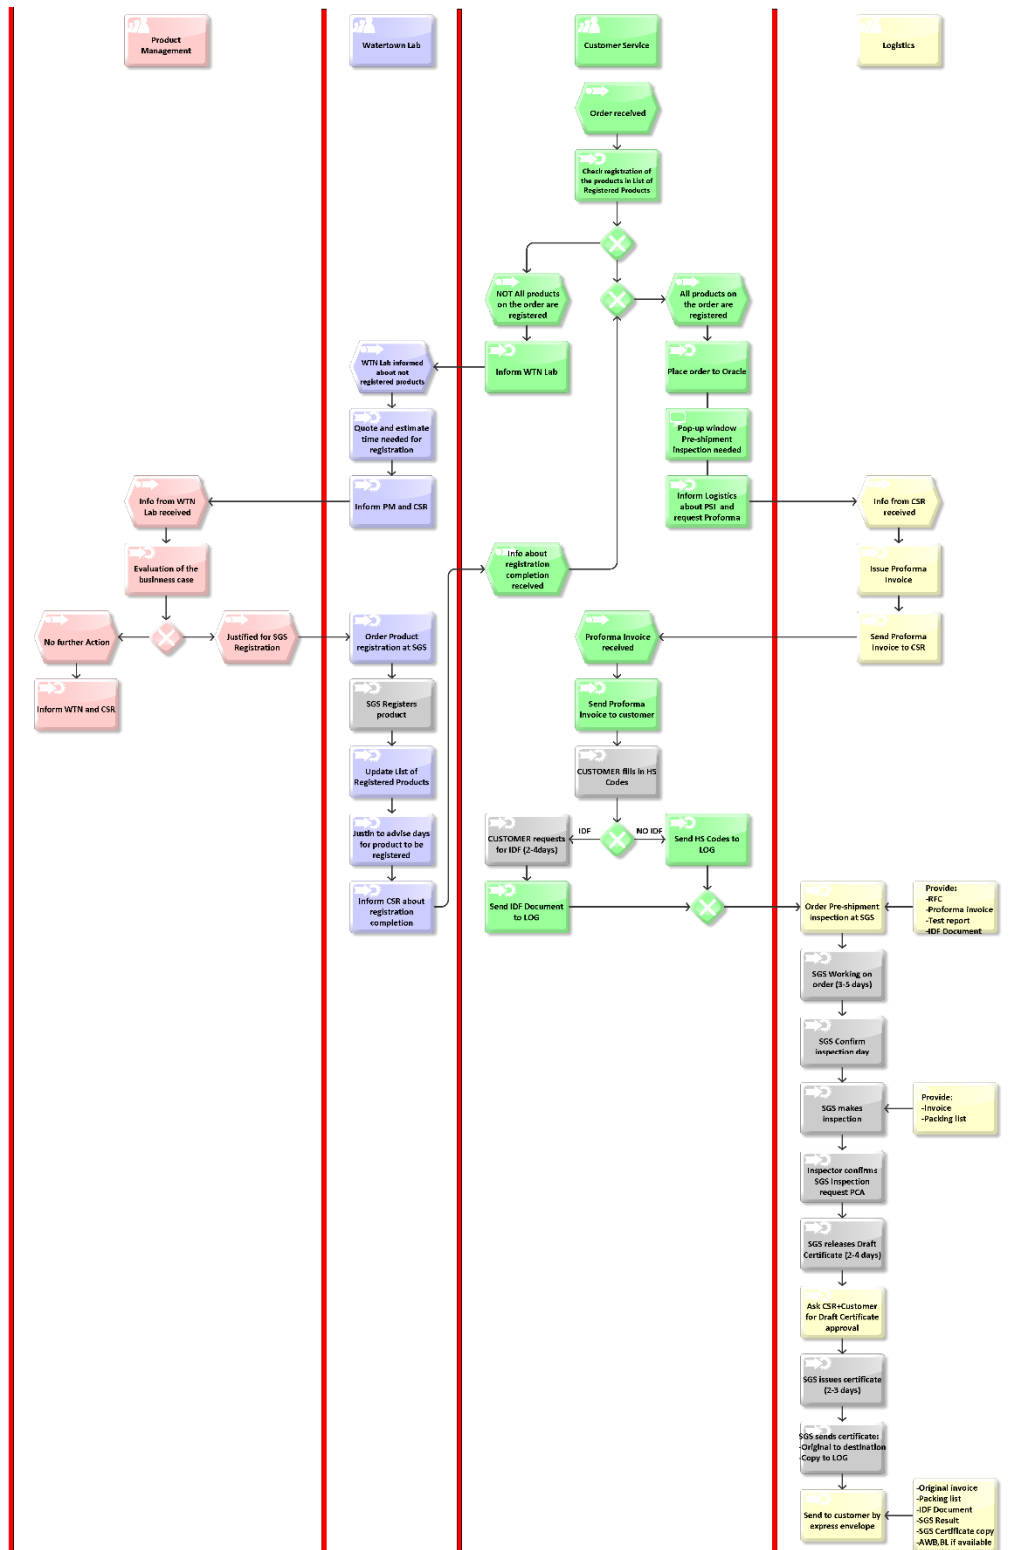 Product
Management
Watertown Lab
Customer Service
Logistics
Order received
Check registration of
the products in List of
Registered Products
NOT All products
on the order are
registered
All products on
the order are
registered
WTN Lab informed
about not
registered products
Inform WTN Lab
Place order to Oracle
Quote and estimate
time needed for
registration
Pop-up window
Pre-shipment
inspection needed
Info from WTN
Lab received
Inform PM and CSR
Inform Logistics
about PSI and
request Proforma
Info from CSR
received
Evaluation of the
business case
Info about
registration
completion
received
Issue Proforma
Invoice
No further Action
Justified for SGS
Registration
Order Product
registration at SGS
Proforma Invoice
received
Send Proforma
Invoice to CSR
Inform WTN and CSR
SGS Registers
product
Send Proforma
Invoice to customer
Update List of
Registered Products
CUSTOMER fills in HS
Codes
Justin to advise days
for product to be
registered
CUSTOMER requests
for IDF (2-4days)
IDF
NO IDF
Send HS Codes to
LOG
Inform CSR about
registration
completion
Send IDF Document
to LOG
Order Pre-shipment
inspection at SGS
Provide:
-RFC
-Proforma invoice
-Test report
-IDF Document
SGS Working on
order (3-5 days)
SGS Confirm
inspection day
SGS makes
inspection
Provide:
-Invoice
-Packing list
Inspector confirms
SGS Inspection
request PCA
SGS releases Draft
Certificate (2-4 days)
Ask CSR+Customer
for Draft Certificate
approval
SGS issues certificate
(2-3 days)
SGS sends certificate:
-Original to destination
-Copy to LOG
Send to customer by
express envelope
-Original invoice
-Packing list
-IDF Document
-SGS Result
-SGS Certificate copy
-AWB,BL if available